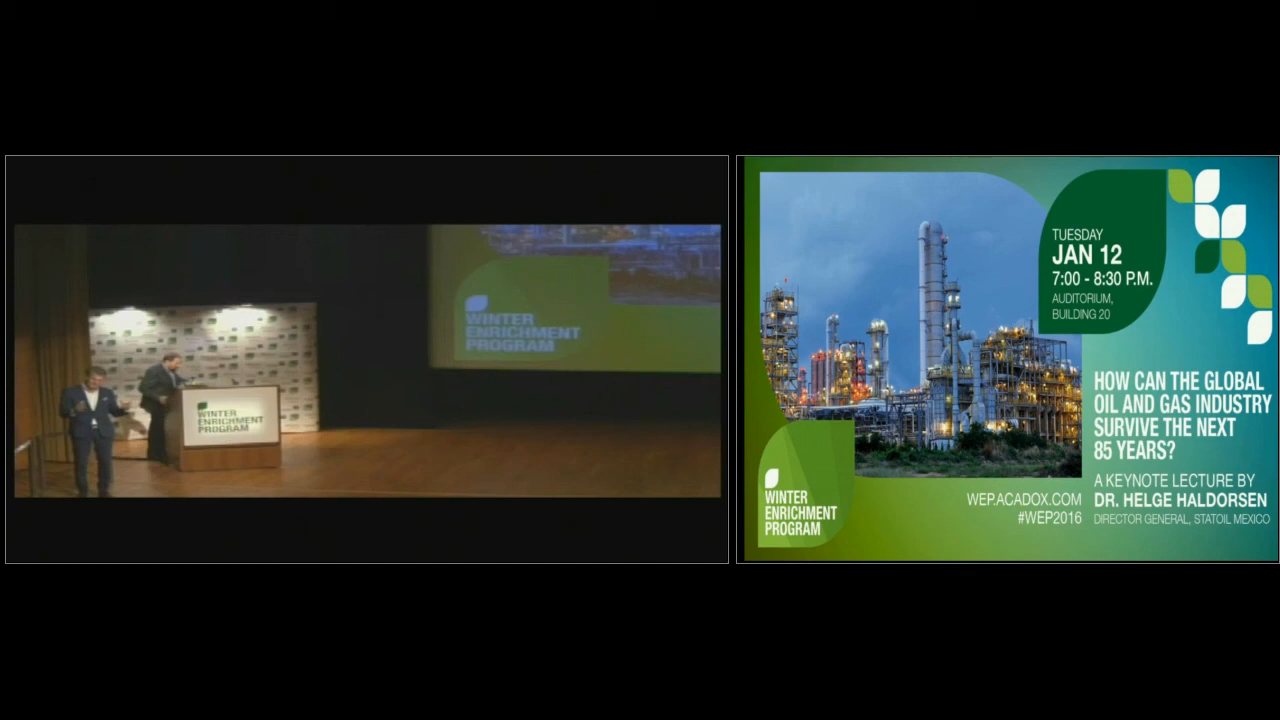 WINTER
ENRICHMENT
PROGRAM
WINTER
ENRICHMENT
PROGRAM
TUESDAY
JAN 12
7:00 - 8:30 P.M.
AUDITORIUM,
BUILDING 20
HOW CAN THE GLOBAL
OIL AND GAS INDUSTRY
SURVIVE THE NEXT
85 YEARS?
A KEYNOTE LECTURE BY
DR. HELGE HALDORSEN
DIRECTOR GENERAL, STATOIL MEXICO
WEP.ACADOX.COM
#WEP2016
WINTER
ENRICHMENT
PROGRAM